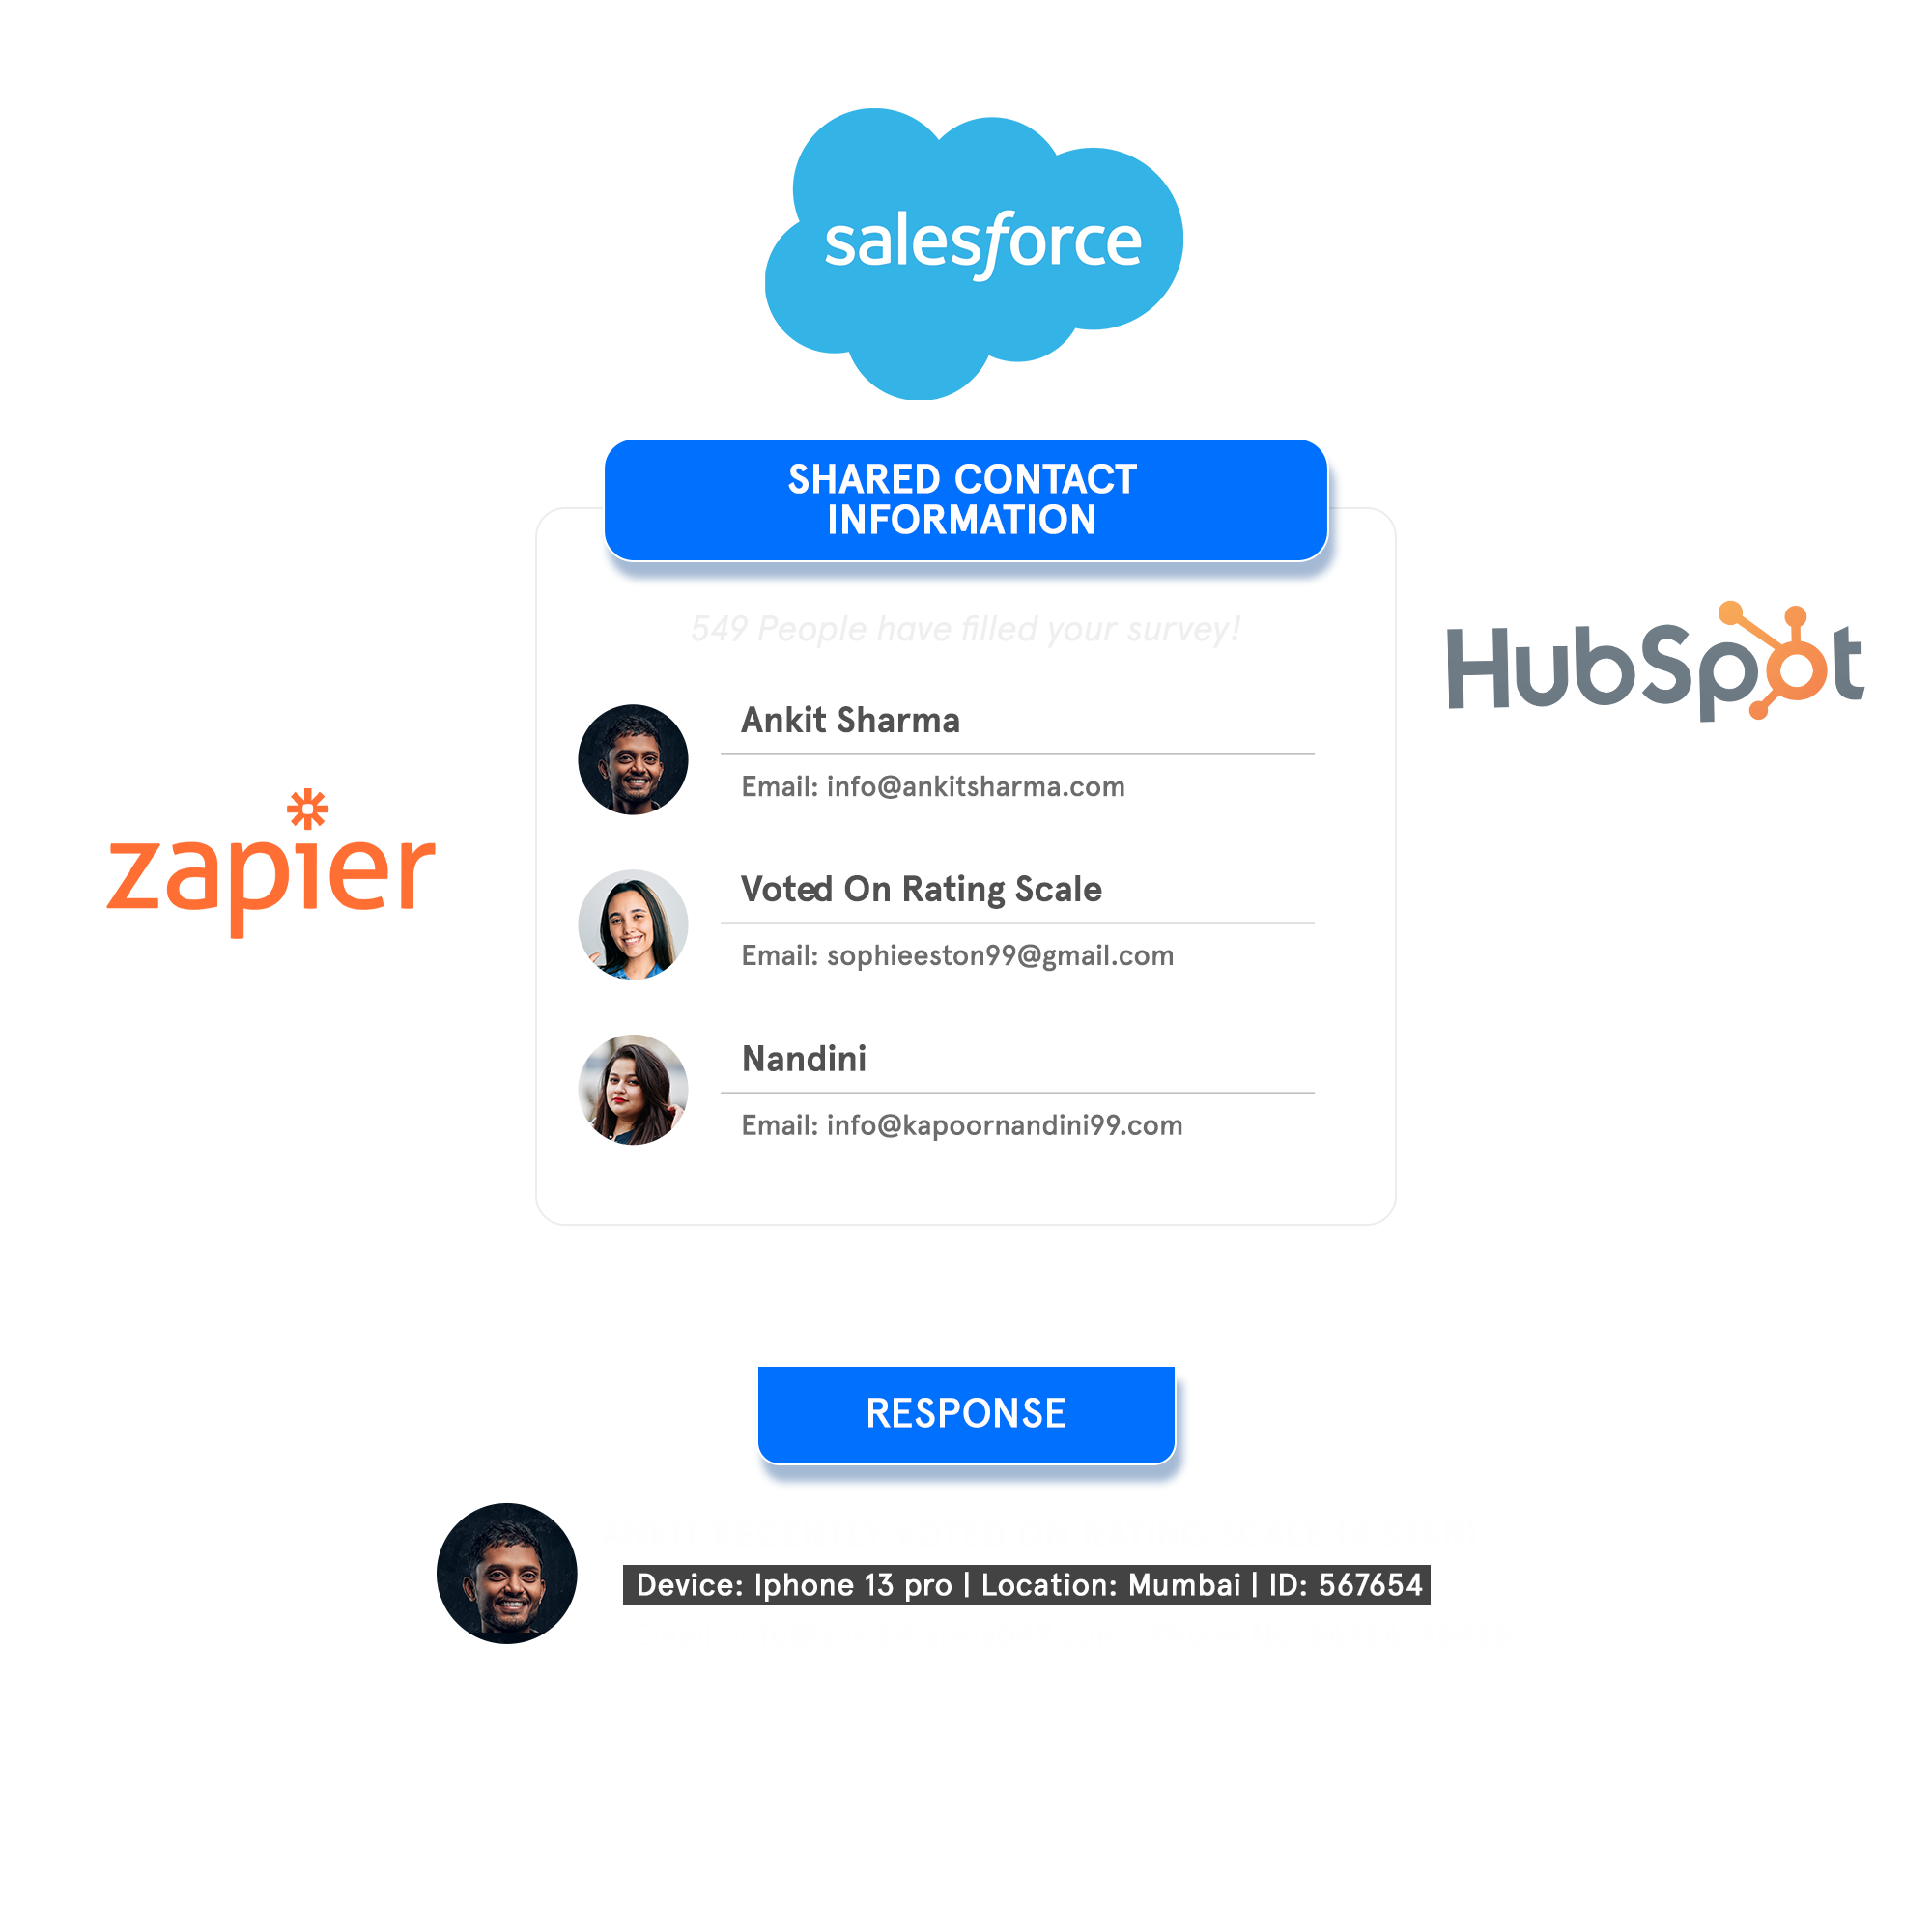 salesforce
SHARED CONTACT
INFORMATION
549 People have filled your survey!
HubSpot
Ankit Sharma
Email: info@ankitsharma.com
zapier
Voted On Rating Scale
Email: sophieeston99@gmail.com
Nandini
Email: info@kapoornandini99.com
RESPONSE
Device: Iphone 13 pro | Location: Mumbai | ID: 567654